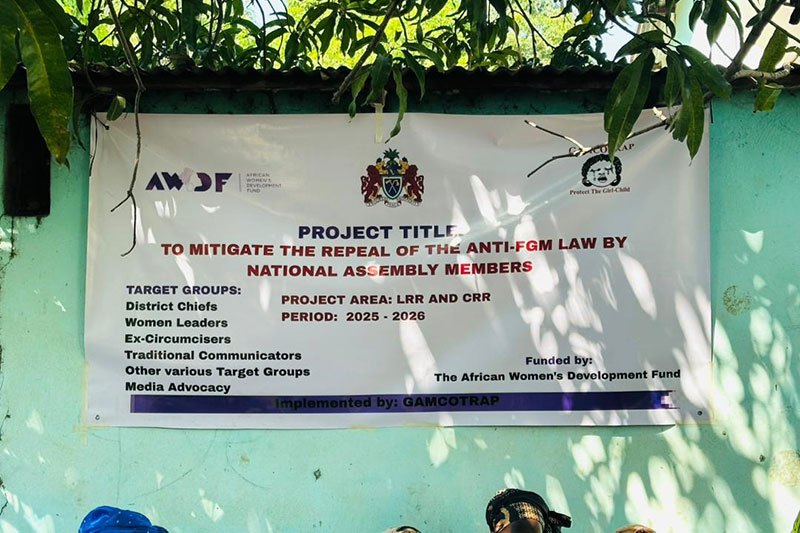 AWDF
AFRICAN
WOMEN'S
DEVELOPMENT
FUND
GAMCOTRAP
Protect The Girl-Child
PROJECT TITLE
TO MITIGATE THE REPEAL OF THE ANTI-FGM LAW BY
NATIONAL ASSEMBLY MEMBERS
TARGET GROUPS:
District Chiefs
Women Leaders
Ex-Circumcisers
Traditional Communicators
Other various Target Groups
Media Advocacy
PROJECT AREA: LRR AND CRR
PERIOD: 2025 - 2026
Funded by:
The African Women's Development Fund
Implemented by: GAMCOTRAP